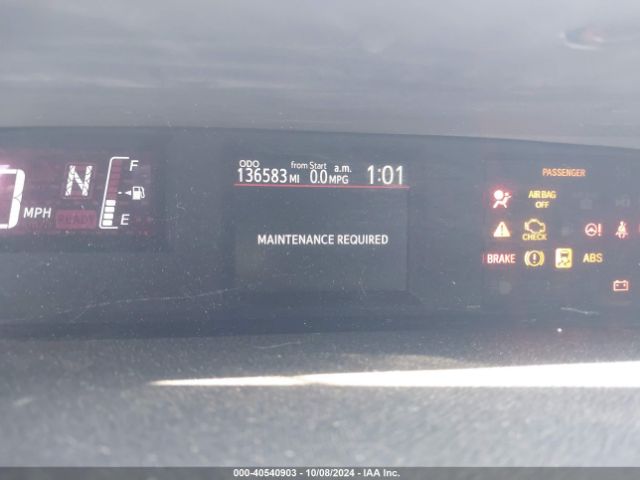 ODO from Start a.m.
136583 MI 0.0 MPG 1:01
MAINTENANCE REQUIRED
N
F
MPH
READY
E
PASSENGER
AIR BAG
OFF
CHECK
BRAKE
ABS
000-40540903 - 10/08/2024 - IAA Inc.